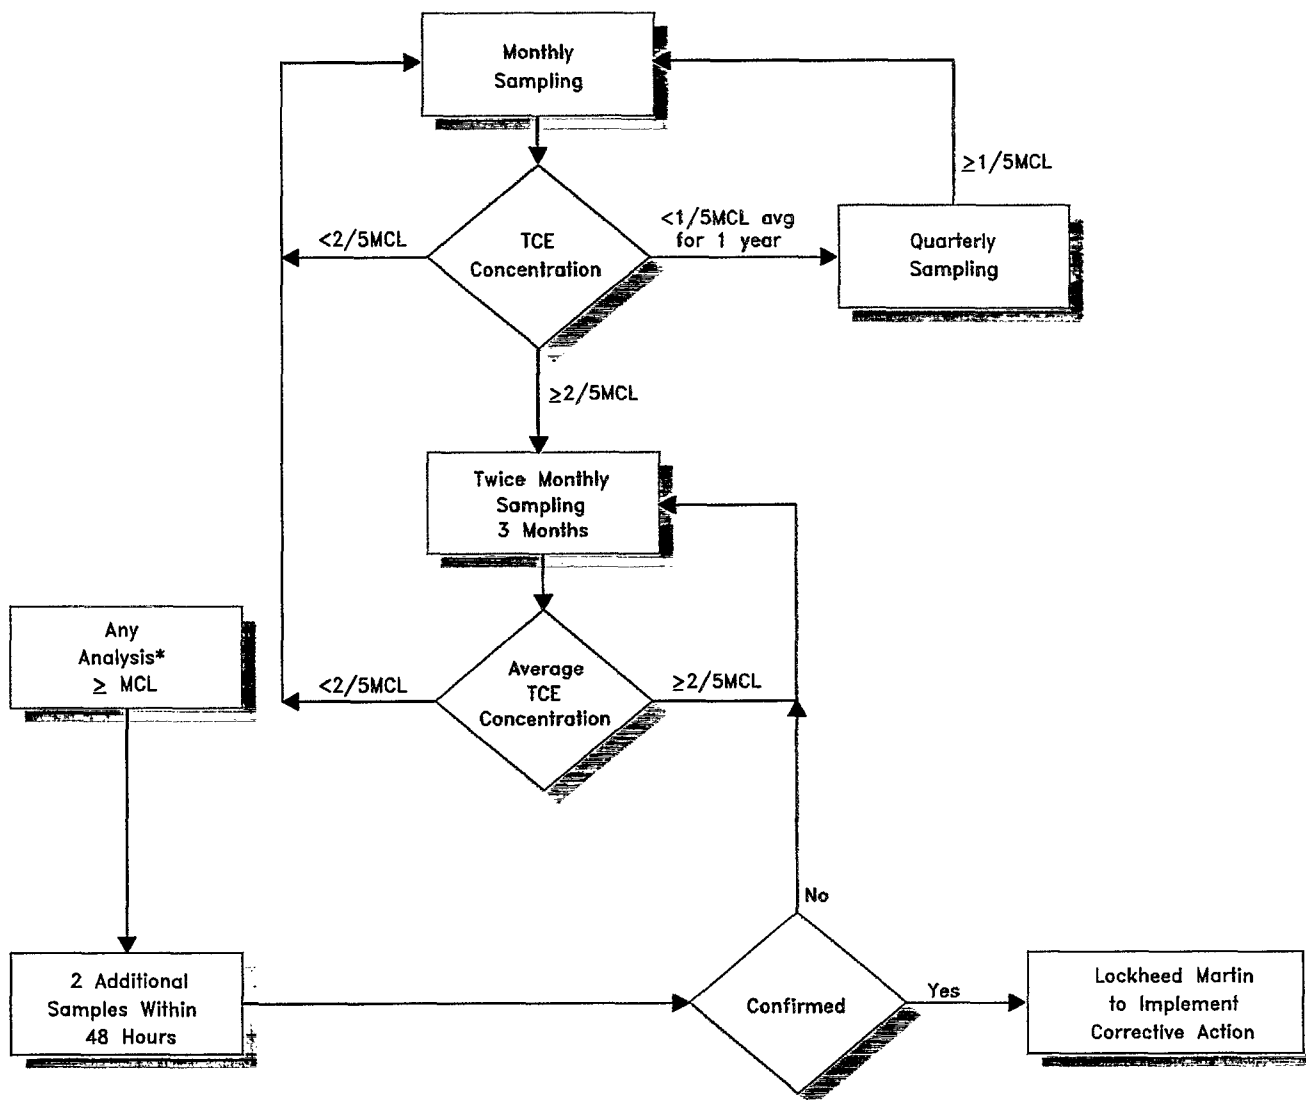 Monthly
Sampling
≥1/5MCL
<2/5MCL
TCE
Concentration
<1/5MCL avg
for 1 year
Quarterly
Sampling
≥2/5MCL
Twice Monthly
Sampling
3 Months
Any
Analysis*
≥ MCL
<2/5MCL
Average
TCE
Concentration
≥2/5MCL
No
2 Additional
Samples Within
48 Hours
Confirmed
Yes
Lockheed Martin
to Implement
Corrective Action